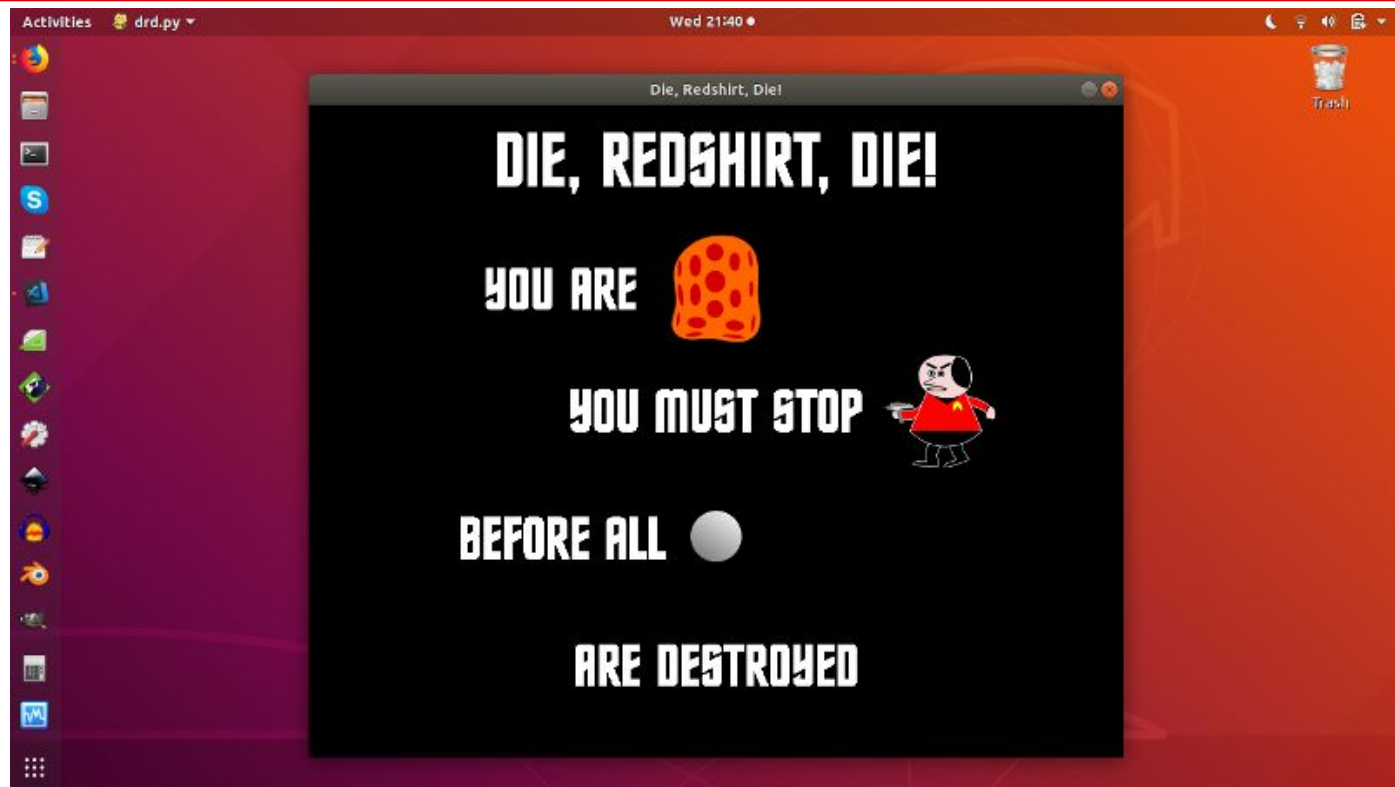 Activities drd.py Wed 21:40
Die, Redshirt, Die!
Trash
DIE, REDSHIRT, DIE!
YOU ARE
YOU MUST STOP
BEFORE ALL
ARE DESTROYED